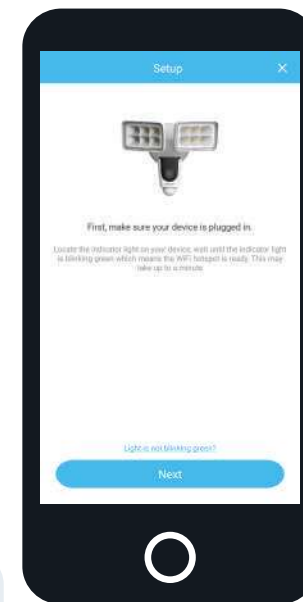 Setup
First, make sure your device is plugged in.
Locate the indicator light on your device, wait until the indicator light
is blinking green which means the WiFi hotspot is ready. This may
take up to a minute.
Light is not blinking green?
Next